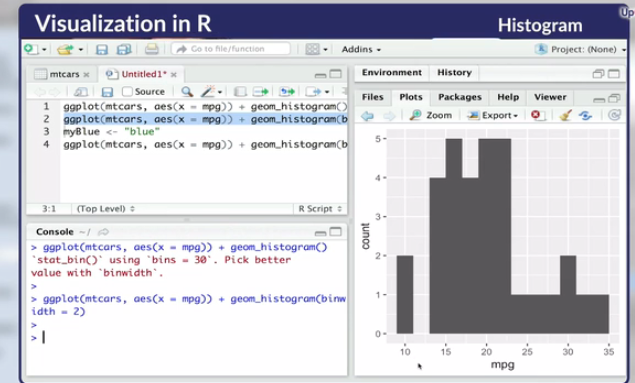 Up
Visualization in R
Histogram
Go to file/function
Addins
Project: (None)
mtcars
Untitled1*
Source
1 ggplot(mtcars, aes(x = mpg)) + geom_histogram()
2 ggplot(mtcars, aes(x = mpg)) + geom_histogram(b
3 myBlue <- "blue"
4 ggplot(mtcars, aes(x = mpg)) + geom_histogram(b
3:1 (Top Level) R Script
Console ~/
> ggplot(mtcars, aes(x = mpg)) + geom_histogram()
`stat_bin()` using `bins = 30`. Pick better
value with `binwidth`.
>
> ggplot(mtcars, aes(x = mpg)) + geom_histogram(binw
idth = 2)
>
>
Environment History
Files Plots Packages Help Viewer
Zoom Export
5
4
3
2
1
0
count
10 15 20 25 30 35
mpg